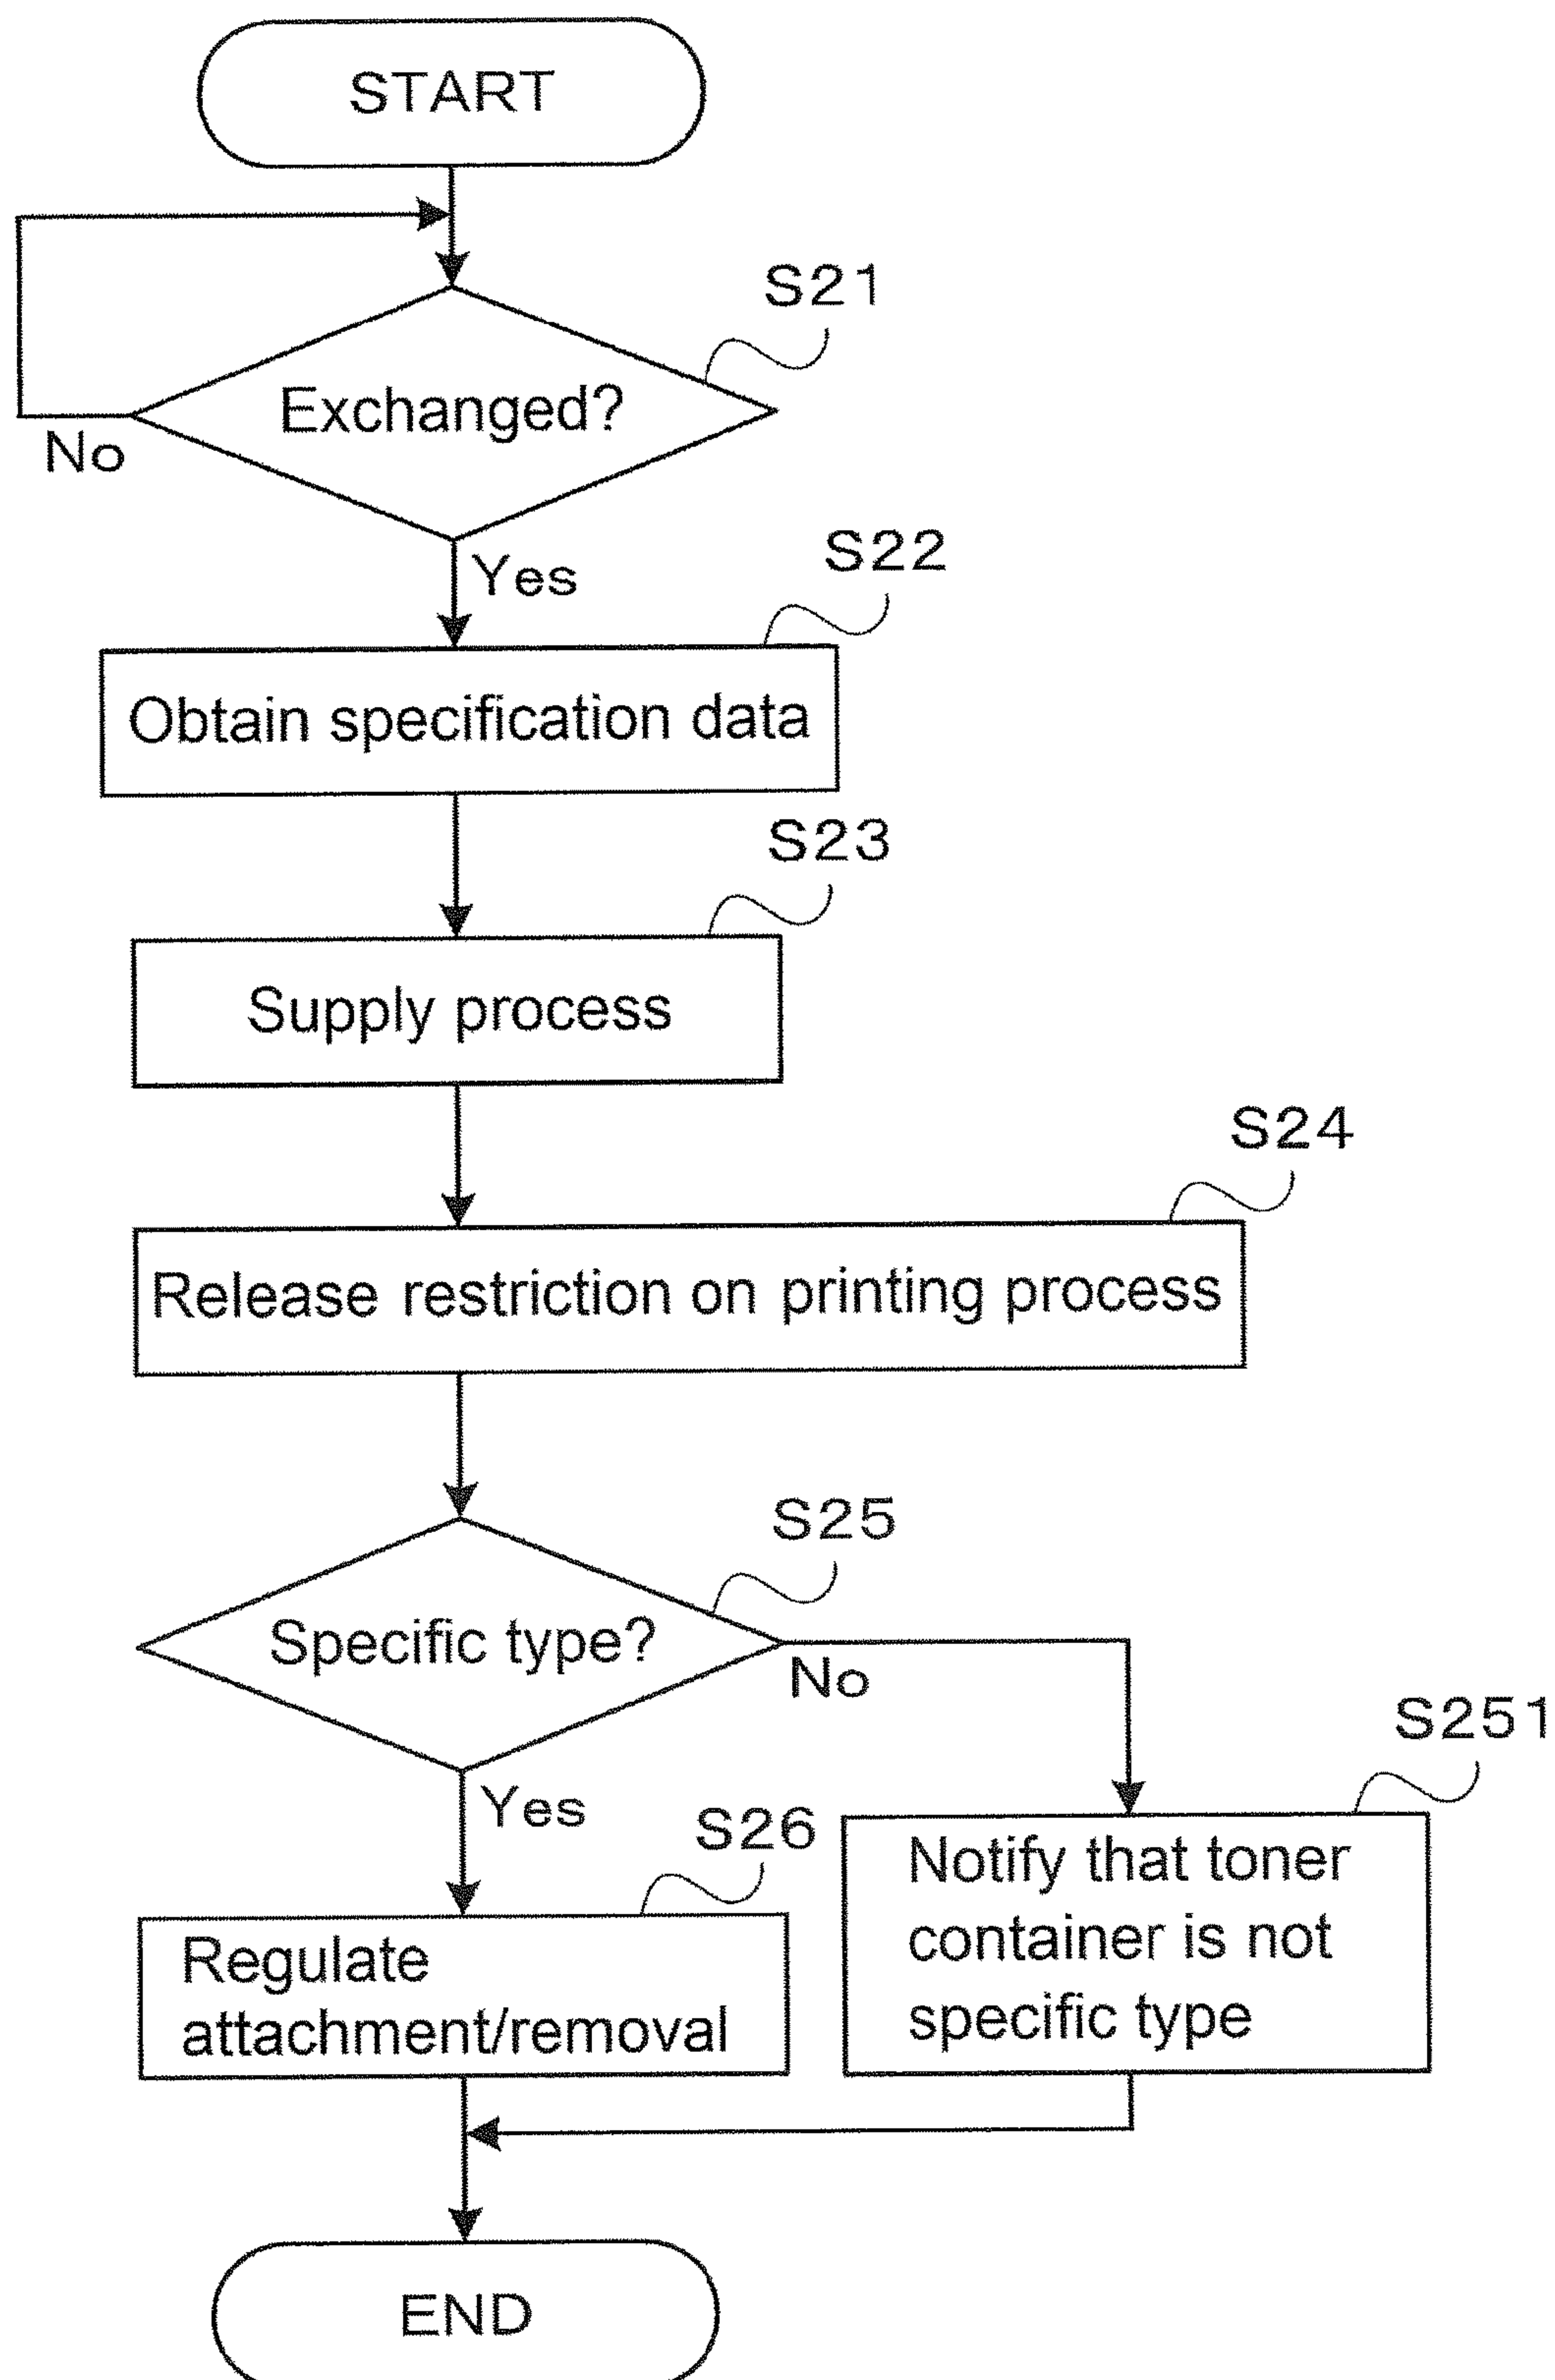 START
S21
Exchanged?
No
Yes
S22
Obtain specification data
S23
Supply process
S24
Release restriction on printing process
S25
Specific type?
No
Yes
S251
S26
Notify that toner
container is not
specific type
Regulate
attachment/removal
END